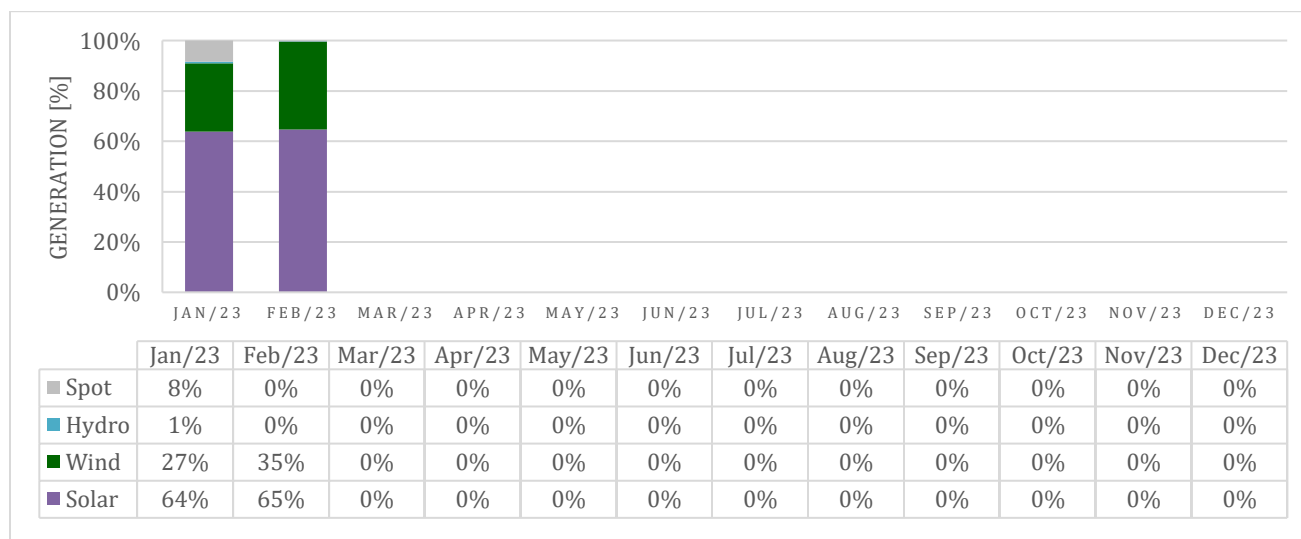 GENERATION [%]
100%
80%
60%
40%
20%
0%
JAN/23 FEB/23 MAR/23 APR/23 MAY/23 JUN/23 JUL/23 AUG/23 SEP/23 OCT/23 NOV/23 DEC/23
Jan/23 Feb/23 Mar/23 Apr/23 May/23 Jun/23 Jul/23 Aug/23 Sep/23 Oct/23 Nov/23 Dec/23
Spot 8% 0% 0% 0% 0% 0% 0% 0% 0% 0% 0% 0%
Hydro 1% 0% 0% 0% 0% 0% 0% 0% 0% 0% 0% 0%
Wind 27% 35% 0% 0% 0% 0% 0% 0% 0% 0% 0% 0%
Solar 64% 65% 0% 0% 0% 0% 0% 0% 0% 0% 0% 0%